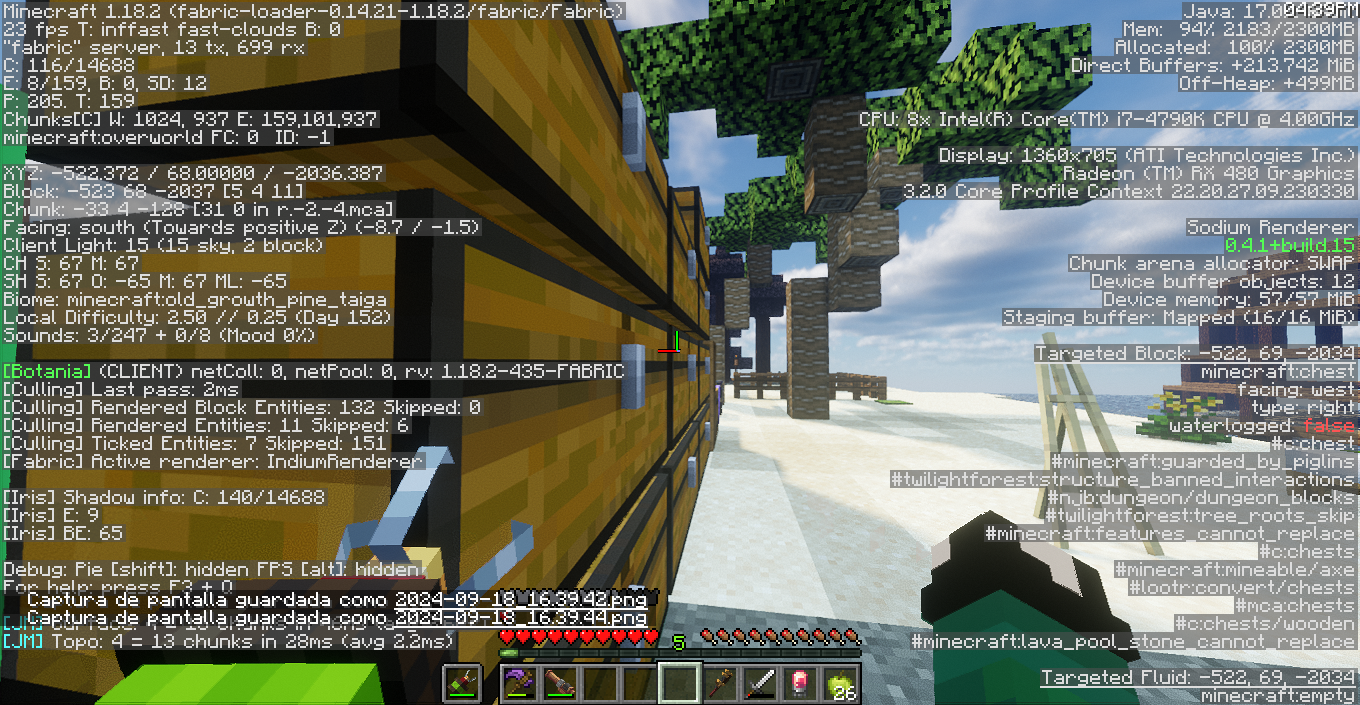 Minecraft 1.18.2 (fabric-loader-0.14.21-1.18.2/fabric/Fabric)
23 fps T: inffast fast-clouds B: 0
"fabric" server, 13 tx, 699 rx
C: 116/14688
E: 8/159, B: 0, SD: 12
P: 205. T: 159
Chunks[C] W: 1024, 937 E: 159,101,937
minecraft:overworld FC: 0 ID: -1
XYZ: -522.372 / 68.00000 / -2036.387
Block: -523 68 -2037 [5 4 11]
Chunk: -33 4 -128 [31 0 in r.-2.-4.mca]
Facing: south (Towards positive Z) (-8.7 / -1.5)
Client Light: 15 (15 sky, 2 block)
CH S: 67 M: 67
SH S: 67 O: -65 M: 67 ML: -65
Biome: minecraft:old_growth_pine_taiga
Local Difficulty: 2.50 // 0.25 (Day 152)
Sounds: 3/247 + 0/8 (Mood 0%)
[Botania] (CLIENT) netColl: 0, netPool: 0, rv: 1.18.2-435-FABRIC
[Culling] Last pass: 2ms
[Culling] Rendered Block Entities: 132 Skipped: 0
[Culling] Rendered Entities: 11 Skipped: 6
[Culling] Ticked Entities: 7 Skipped: 151
[Fabric] Active renderer: IndiumRenderer
[Iris] Shadow info: C: 140/14688
[Iris] E: 9
[Iris] BE: 65
Debug: Pie [shift]: hidden FPS [alt]: hidden
For help: press F3 + Q
Captura de pantalla guardada como 2024-09-18_16.39.42.png
Captura de pantalla guardada como 2024-09-18_16.39.44.png
[JM] Topo: 4 = 13 chunks in 28ms (avg 2.2ms)
5
26
Java: 17.0
04:39PM
Mem: 94% 2183/2300MB
Allocated: 100% 2300MB
Direct Buffers: +213.742 MiB
Off-Heap: +499MB
CPU: 8x Intel(R) Core(TM) i7-4790K CPU @ 4.00GHz
Display: 1360x705 (ATI Technologies Inc.)
Radeon (TM) RX 480 Graphics
3.2.0 Core Profile Context 22.20.27.09.230330
Sodium Renderer
0.4.1+build.15
Chunk arena allocator: SWAP
Device buffer objects: 12
Device memory: 57/57 MiB
Staging buffer: Mapped (16/16 MiB)
Targeted Block: -522, 69, -2034
minecraft:chest
facing: west
type: right
waterlogged: false
#c:chest
#minecraft:guarded_by_piglins
#twilightforest:structure_banned_interactions
#njb:dungeon/dungeon_blocks
#twilightforest:tree_roots_skip
#minecraft:features_cannot_replace
#c:chests
#minecraft:mineable/axe
#lootr:convert/chests
#mca:chests
#c:chests/wooden
#minecraft:lava_pool_stone_cannot_replace
Targeted Fluid: -522, 69, -2034
minecraft:empty